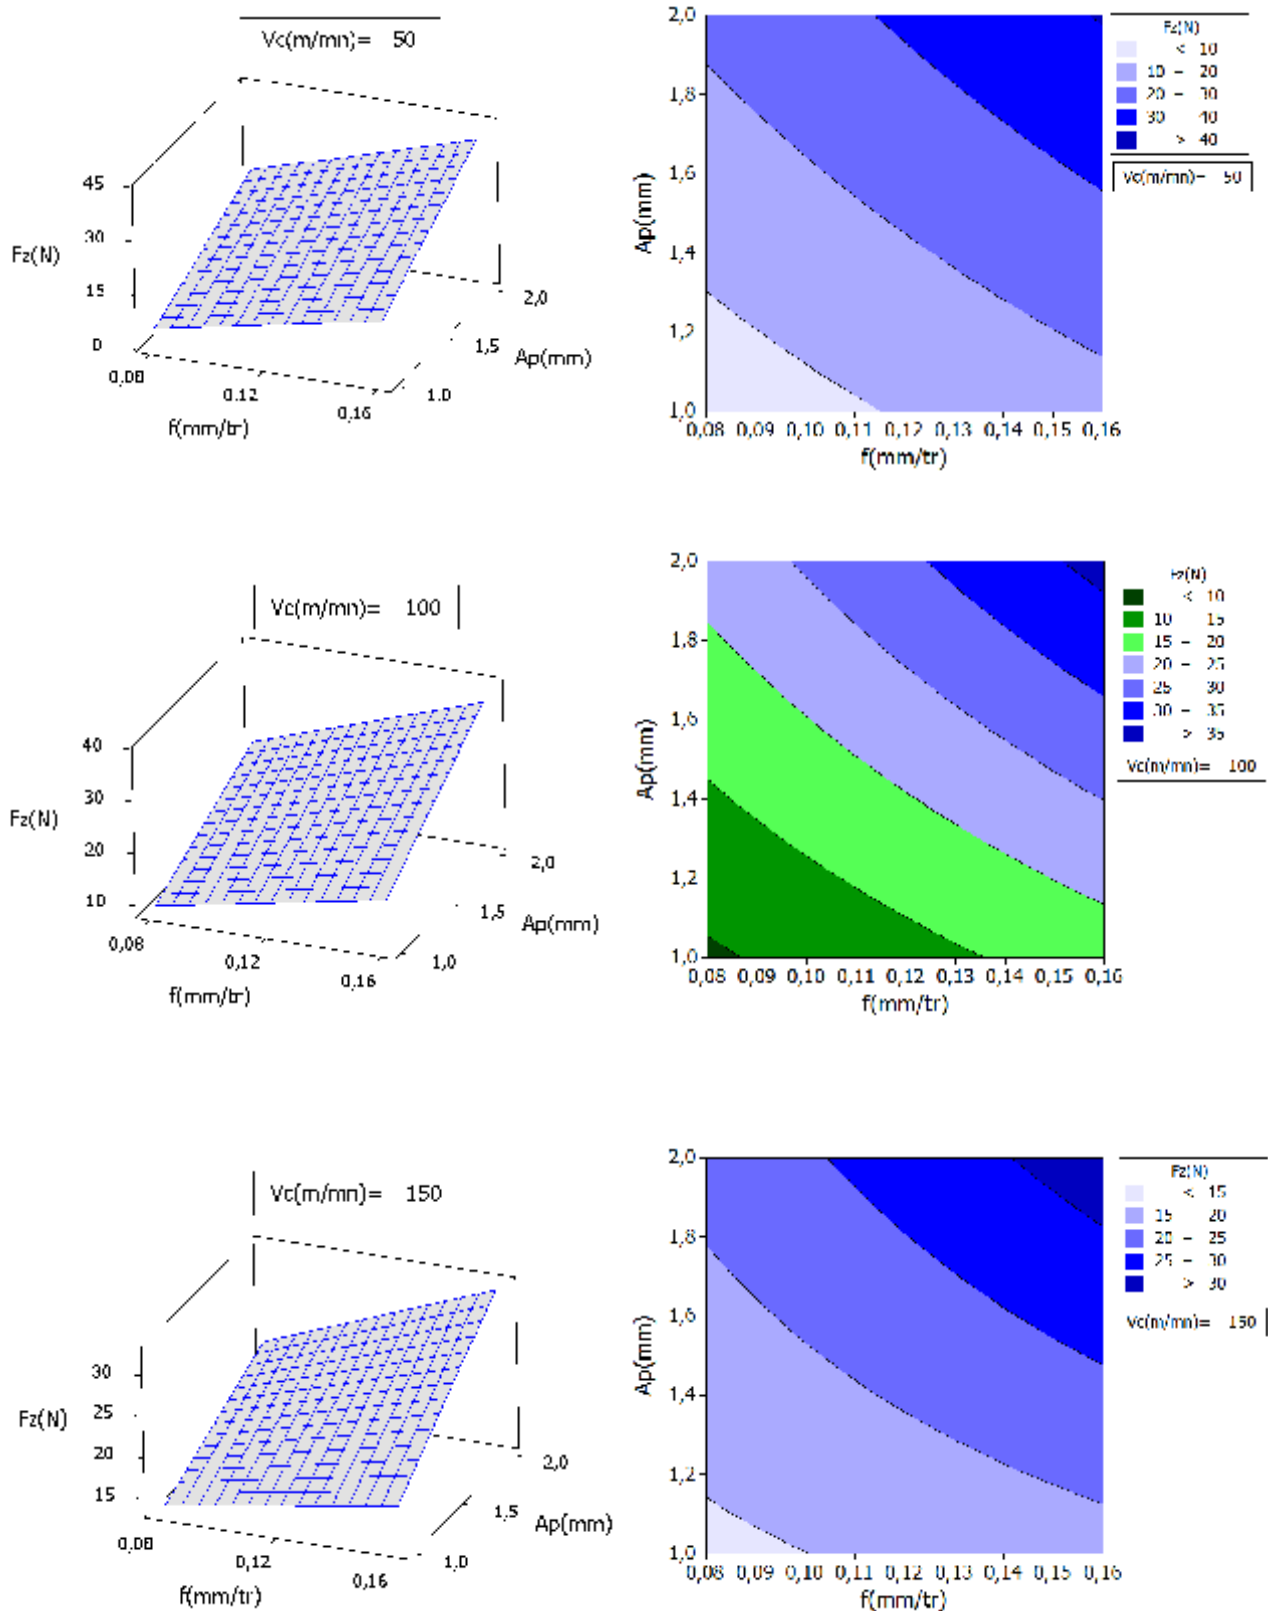 Vc(m/mn)= 50
45
30
15
0
Fz(N)
0,08
0,12
0,16
f(mm/tr)
1,0
1,5
2,0
Ap(mm)
2,0
1,8
1,6
1,4
1,2
1,0
Ap(mm)
0,08 0,09 0,10 0,11 0,12 0,13 0,14 0,15 0,16
f(mm/tr)
Fz(N)
< 10
10 – 20
20 – 30
30 40
> 40
Vc(m/mn)= 50
Vc(m/mn)= 100
40
30
20
10
Fz(N)
0,08
0,12
0,16
f(mm/tr)
1,0
1,5
2,0
Ap(mm)
2,0
1,8
1,6
1,4
1,2
1,0
Ap(mm)
0,08 0,09 0,10 0,11 0,12 0,13 0,14 0,15 0,16
f(mm/tr)
Fz(N)
< 10
10 15
15 – 20
20 – 25
25 30
30 – 35
> 35
Vc(m/mn)= 100
Vc(m/mn)= 150
30
25
20
15
Fz(N)
0,08
0,12
0,16
f(mm/tr)
1,0
1,5
2,0
Ap(mm)
2,0
1,8
1,6
1,4
1,2
1,0
Ap(mm)
0,08 0,09 0,10 0,11 0,12 0,13 0,14 0,15 0,16
f(mm/tr)
Fz(N)
< 15
15 20
20 – 25
25 – 30
> 30
Vc(m/mn)= 150